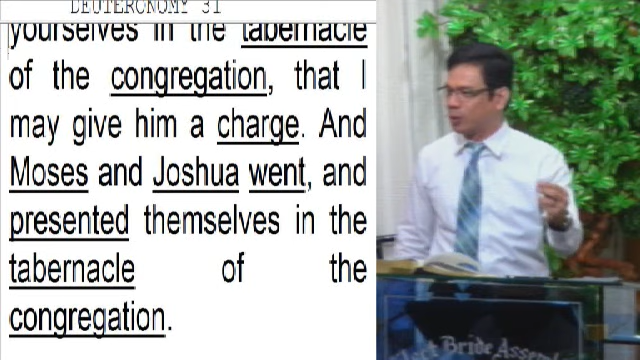 DEUTERONOMY 31
yourselves in the tabernacle
of the congregation, that I
may give him a charge. And
Moses and Joshua went, and
presented themselves in the
tabernacle of the
congregation.
Bride